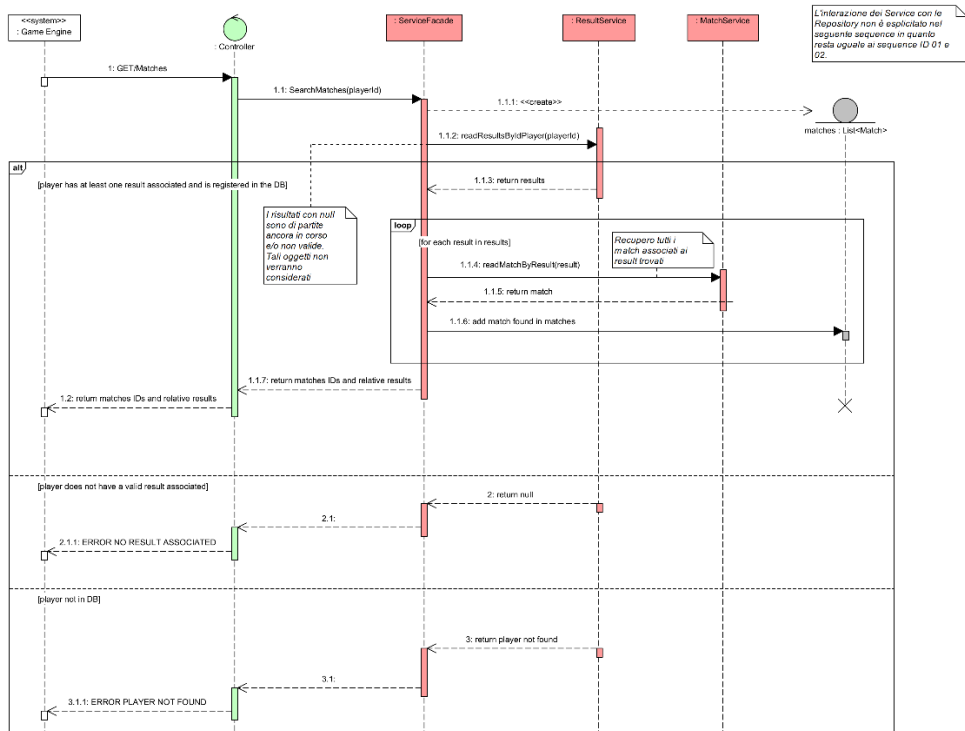 <<system>>
: Game Engine
: Controller
: ServiceFacade
: ResultService
: MatchService
L'interazione dei Service con le
Repository non è esplicitato nel
seguente sequence in quanto
resta uguale ai sequence ID 01 e
02.
1: GET/Matches
1.1: SearchMatches(playerId)
1.1.1: <<create>>
matches : List<Match>
1.1.2: readResultsByIdPlayer(playerId)
alt
[player has at least one result associated and is registered in the DB]
1.1.3: return results
I risultati con null
sono di partite
ancora in corso
e/o non valide.
Tali oggetti non
verranno
considerati
loop
[for each result in results]
Recupero tutti i
match associati ai
result trovati
1.1.4: readMatchByResult(result)
1.1.5: return match
1.1.6: add match found in matches
1.1.7: return matches IDs and relative results
1.2: return matches IDs and relative results
[player does not have a valid result associated]
2: return null
2.1:
2.1.1: ERROR NO RESULT ASSOCIATED
[player not in DB]
3: return player not found
3.1:
3.1.1: ERROR PLAYER NOT FOUND